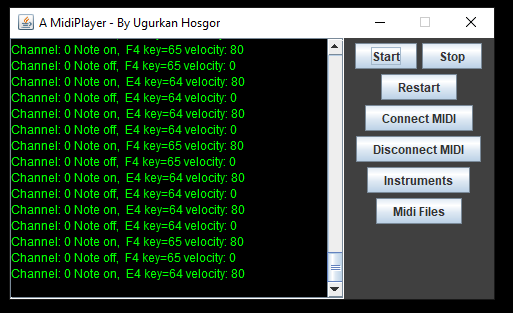 A MidiPlayer - By Ugurkan Hosgor
Channel: 0 Note on, F4 key=65 velocity: 80
Channel: 0 Note off, F4 key=65 velocity: 0
Channel: 0 Note on, E4 key=64 velocity: 80
Channel: 0 Note off, E4 key=64 velocity: 0
Channel: 0 Note on, E4 key=64 velocity: 80
Channel: 0 Note off, E4 key=64 velocity: 0
Channel: 0 Note on, F4 key=65 velocity: 80
Channel: 0 Note off, F4 key=65 velocity: 0
Channel: 0 Note on, E4 key=64 velocity: 80
Channel: 0 Note off, E4 key=64 velocity: 0
Channel: 0 Note on, E4 key=64 velocity: 80
Channel: 0 Note off, E4 key=64 velocity: 0
Channel: 0 Note on, F4 key=65 velocity: 80
Channel: 0 Note off, F4 key=65 velocity: 0
Channel: 0 Note on, E4 key=64 velocity: 80
Start Stop
Restart
Connect MIDI
Disconnect MIDI
Instruments
Midi Files